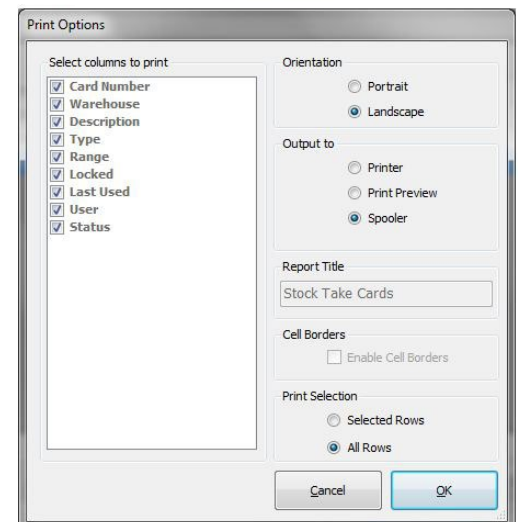 Print Options
Select columns to print
Card Number
Warehouse
Description
Type
Range
Locked
Last Used
User
Status
Orientation
Portrait
Landscape
Output to
Printer
Print Preview
Spooler
Report Title
Stock Take Cards
Cell Borders
Enable Cell Borders
Print Selection
Selected Rows
All Rows
Cancel
OK